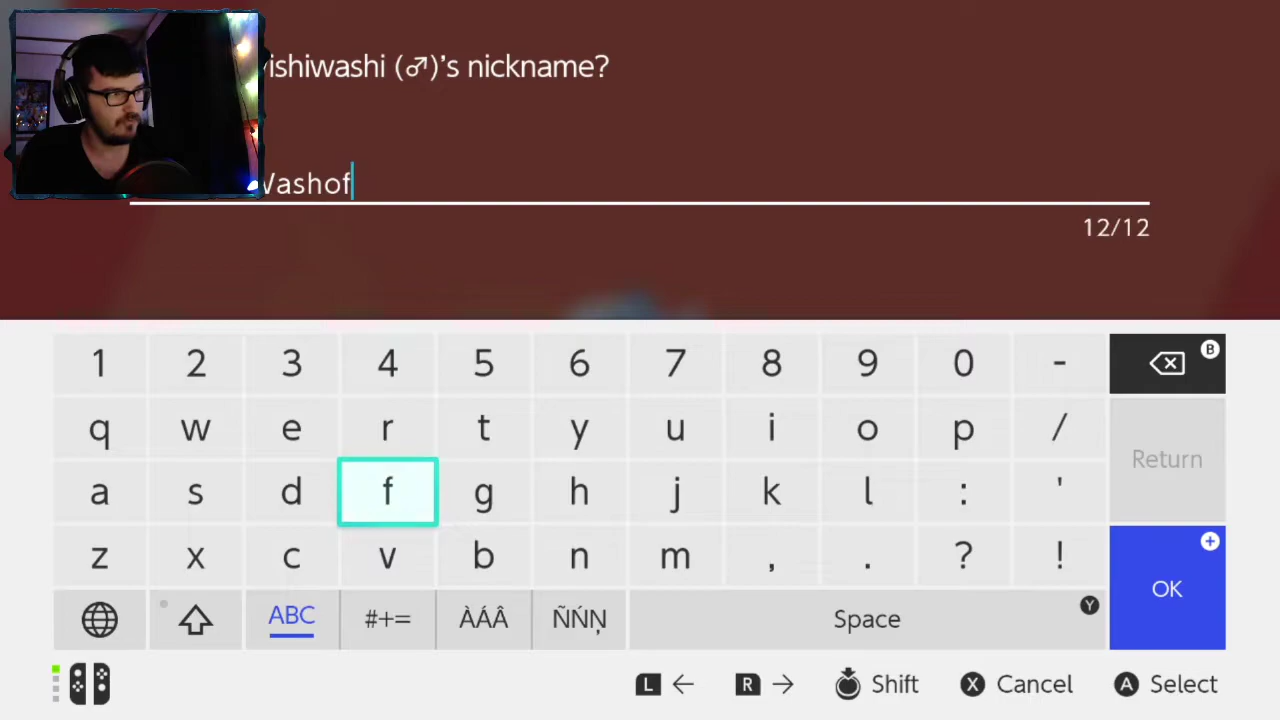 ishiwashi (♂)'s nickname?
Washof
12/12
1 2 3 4 5 6 7 8 9 0 -
B
q w e r t y u i o p /
Return
a s d f g h j k l : '
z x c v b n m , . ? !
+
OK
ABC #+= ÀÁÂ ÑŃŅ Space Y
L ← R → Shift X Cancel A Select